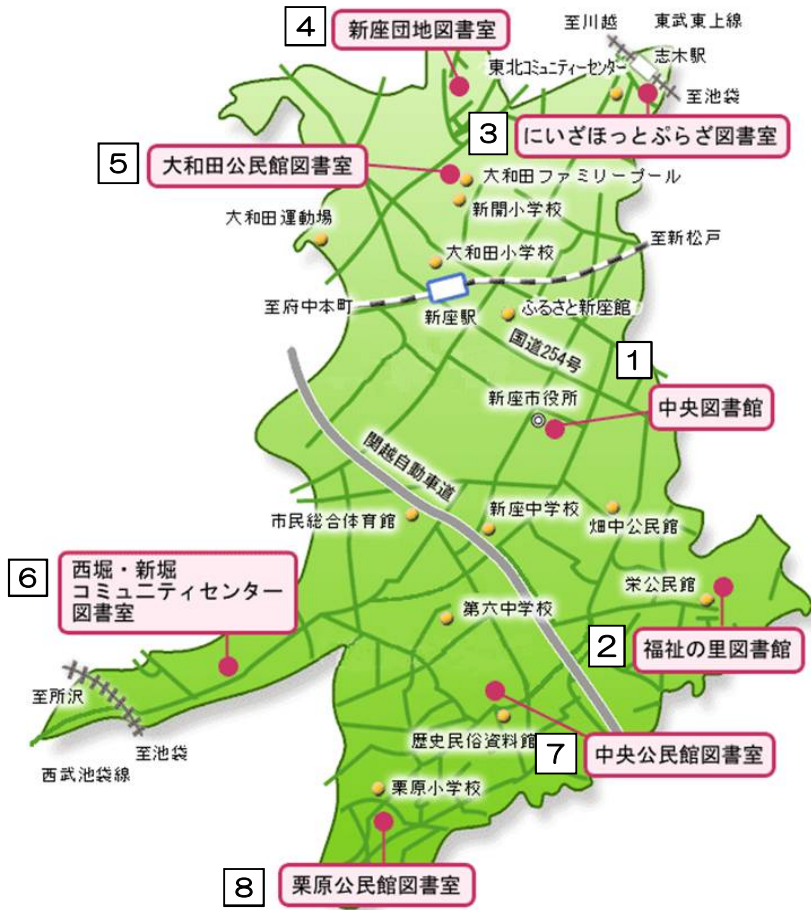 4
新座団地図書室
至川越
東武東上線
志木駅
東北コミュニティーセンター
至池袋
3
にいざほっとぷらざ図書室
5
大和田公民館図書室
大和田ファミリープール
新開小学校
大和田運動場
大和田小学校
至新松戸
至府中本町
新座駅
ふるさと新座館
国道254号
1
新座市役所
中央図書館
関越自動車道
市民総合体育館
新座中学校
畑中公民館
6
西堀・新堀
コミュニティセンター
図書室
栄公民館
第六中学校
2
福祉の里図書館
至所沢
至池袋
西武池袋線
歴史民俗資料館
7
中央公民館図書室
栗原小学校
8
栗原公民館図書室